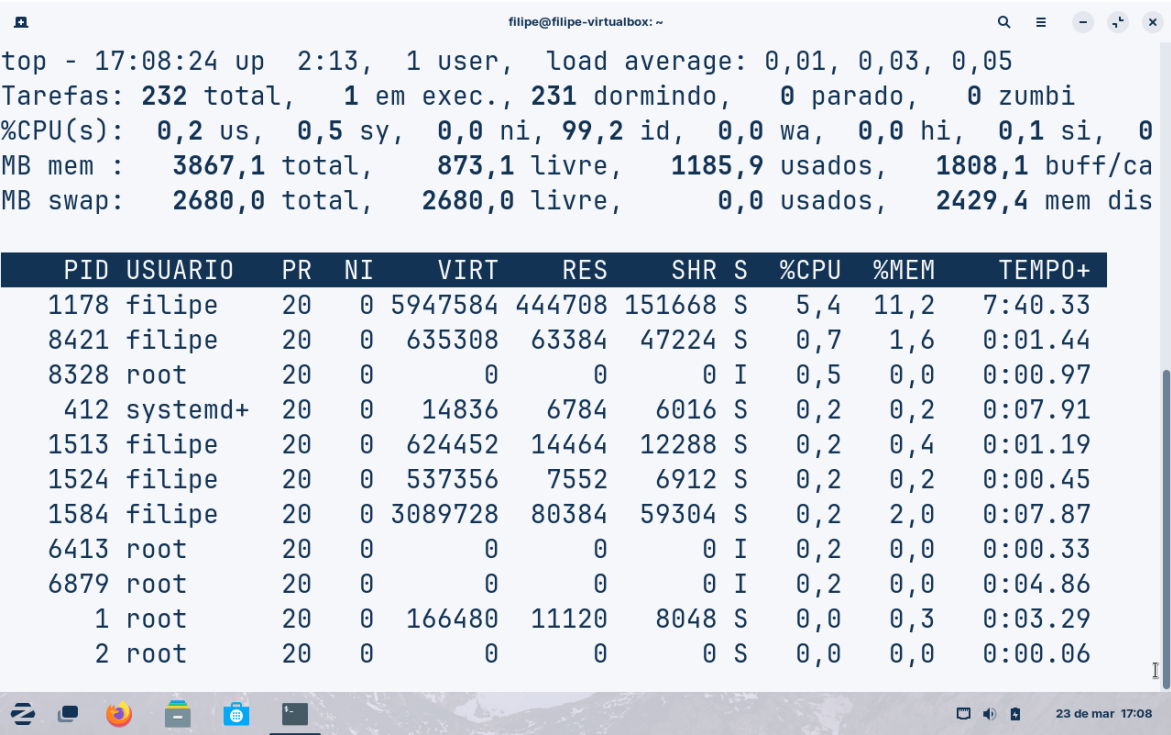 filipe@filipe-virtualbox: ~
top - 17:08:24 up  2:13,  1 user,  load average: 0,01, 0,03, 0,05
Tarefas: 232 total,   1 em exec., 231 dormindo,   0 parado,   0 zumbi
%CPU(s):  0,2 us,  0,5 sy,  0,0 ni, 99,2 id,  0,0 wa,  0,0 hi,  0,1 si,  0
MB mem :   3867,1 total,    873,1 livre,   1185,9 usados,   1808,1 buff/ca
MB swap:   2680,0 total,   2680,0 livre,      0,0 usados,   2429,4 mem dis
PID USUARIO   PR  NI    VIRT    RES    SHR S  %CPU  %MEM    TEMPO+
1178 filipe    20   0 5947584 444708 151668 S   5,4  11,2   7:40.33
8421 filipe    20   0  635308  63384  47224 S   0,7   1,6   0:01.44
8328 root      20   0       0      0      0 I   0,5   0,0   0:00.97
412 systemd+  20   0   14836   6784   6016 S   0,2   0,2   0:07.91
1513 filipe    20   0  624452  14464  12288 S   0,2   0,4   0:01.19
1524 filipe    20   0  537356   7552   6912 S   0,2   0,2   0:00.45
1584 filipe    20   0 3089728  80384  59304 S   0,2   2,0   0:07.87
6413 root      20   0       0      0      0 I   0,2   0,0   0:00.33
6879 root      20   0       0      0      0 I   0,2   0,0   0:04.86
1 root      20   0  166480  11120   8048 S   0,0   0,3   0:03.29
2 root      20   0       0      0      0 S   0,0   0,0   0:00.06
23 de mar  17:08